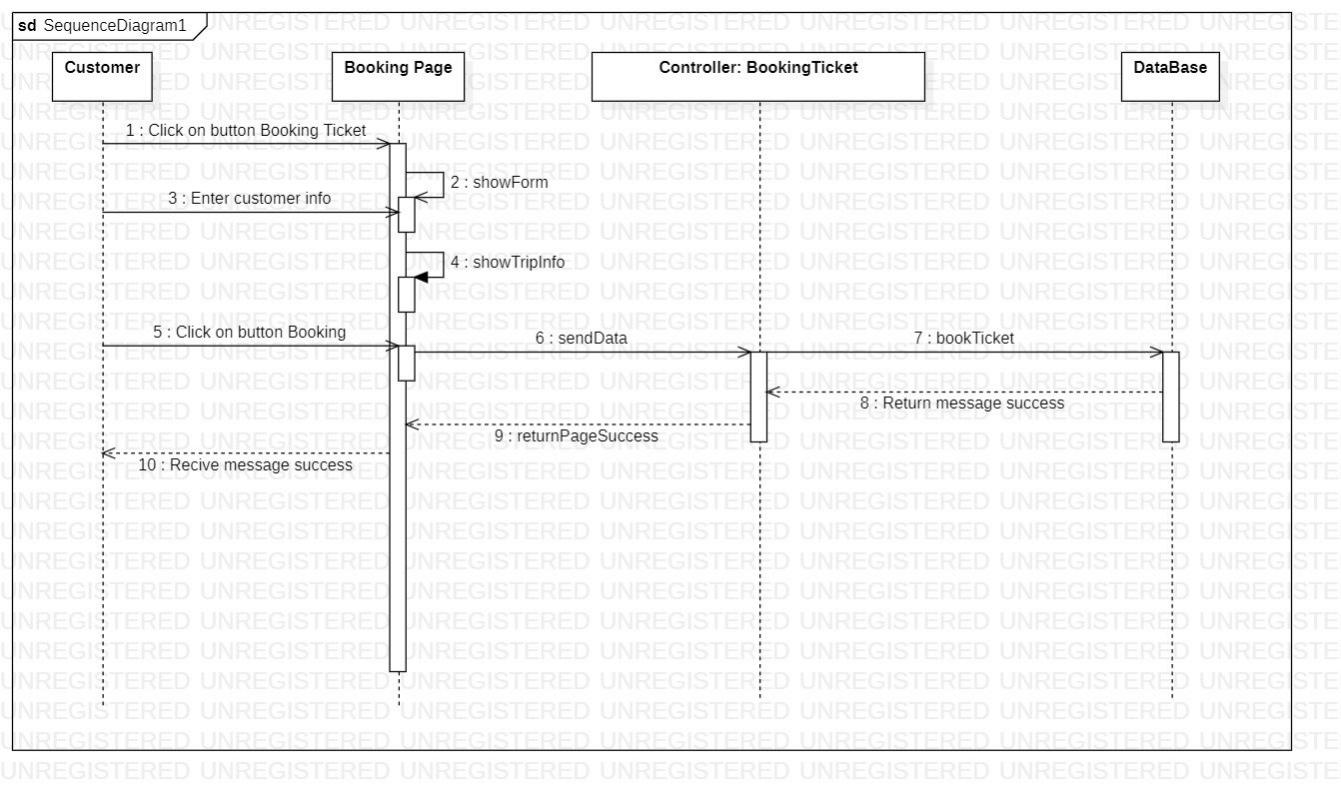 sd SequenceDiagram1
Customer
Booking Page
Controller: BookingTicket
DataBase
1 : Click on button Booking Ticket
2 : showForm
3 : Enter customer info
4 : showTripInfo
5 : Click on button Booking
6 : sendData
7 : bookTicket
8 : Return message success
9 : returnPageSuccess
10 : Recive message success
UNREGISTERED